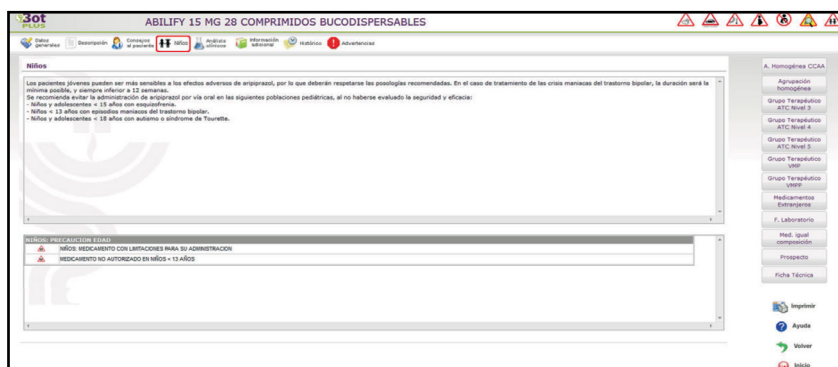 Bot
PLUS
ABILIFY 15 MG 28 COMPRIMIDOS BUCODISPERSABLES
Datos
generales
Descripción
Consejos
al paciente
Niños
Análisis
clínicos
Información
adicional
Histórico
Advertencias
Niños
Los pacientes jóvenes pueden ser más sensibles a los efectos adversos de aripiprazol, por lo que deberán respetarse las posologías recomendadas. En el caso de tratamiento de las crisis maniacas del trastorno bipolar, la duración será la
mínima posible, y siempre inferior a 12 semanas.
Se recomienda evitar la administración de aripiprazol por vía oral en las siguientes poblaciones pediátricas, al no haberse evaluado la seguridad y eficacia:
- Niños y adolescentes < 15 años con esquizofrenia.
- Niños < 13 años con episodios maniacos del trastorno bipolar.
- Niños y adolescentes < 18 años con autismo o síndrome de Tourette.
NIÑOS: PRECAUCION EDAD
NIÑOS: MEDICAMENTO CON LIMITACIONES PARA SU ADMINISTRACION
MEDICAMENTO NO AUTORIZADO EN NIÑOS < 13 AÑOS
A. Homogénea CCAA
Agrupación
homogénea
Grupo Terapéutico
ATC Nivel 3
Grupo Terapéutico
ATC Nivel 4
Grupo Terapéutico
ATC Nivel 5
Grupo Terapéutico
VMP
Grupo Terapéutico
VMPP
Medicamentos
Extranjeros
F. Laboratorio
Med. igual
composición
Prospecto
Ficha Técnica
Imprimir
Ayuda
Volver
Inicio